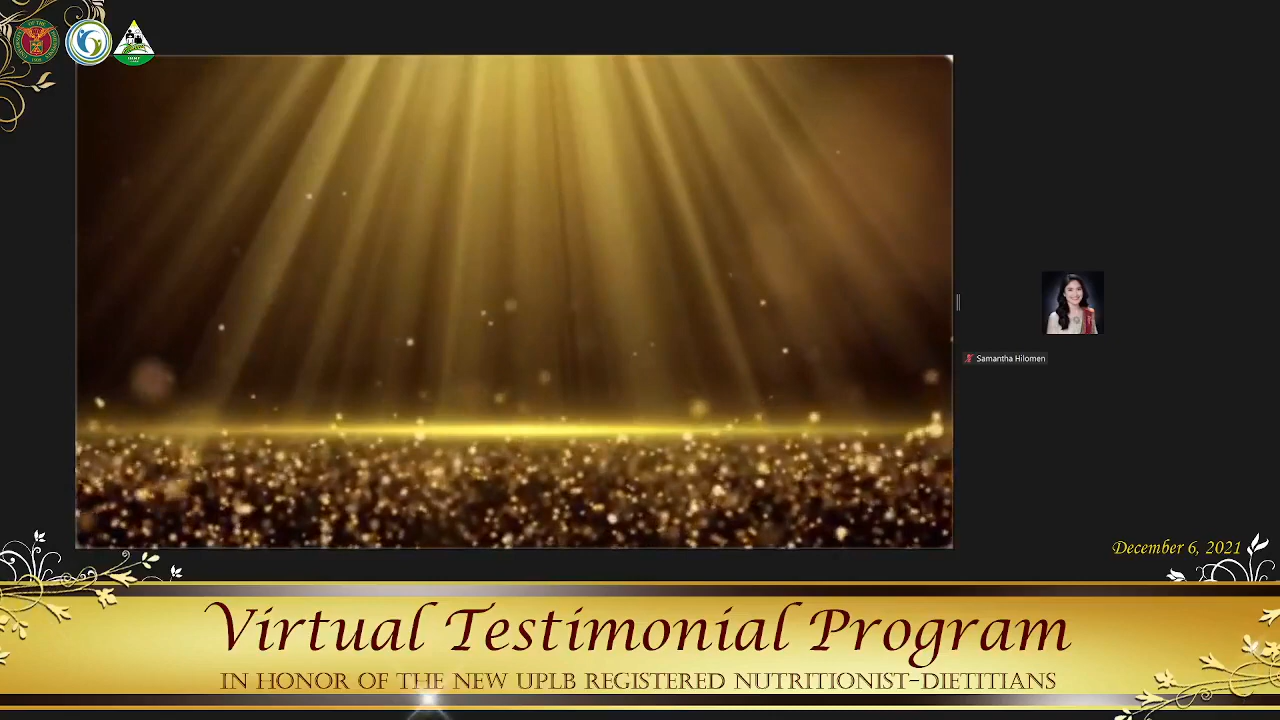 Samantha Hilomen
December 6, 2021
Virtual Testimonial Program
IN HONOR OF THE NEW UPLB REGISTERED NUTRITIONIST-DIETITIANS